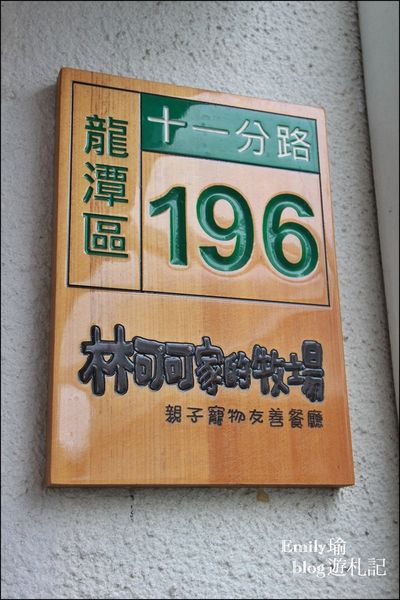 龍潭區
十一分路
196
林可可家的牧場
親子寵物友善餐廳
Emily瑜
blog遊札記